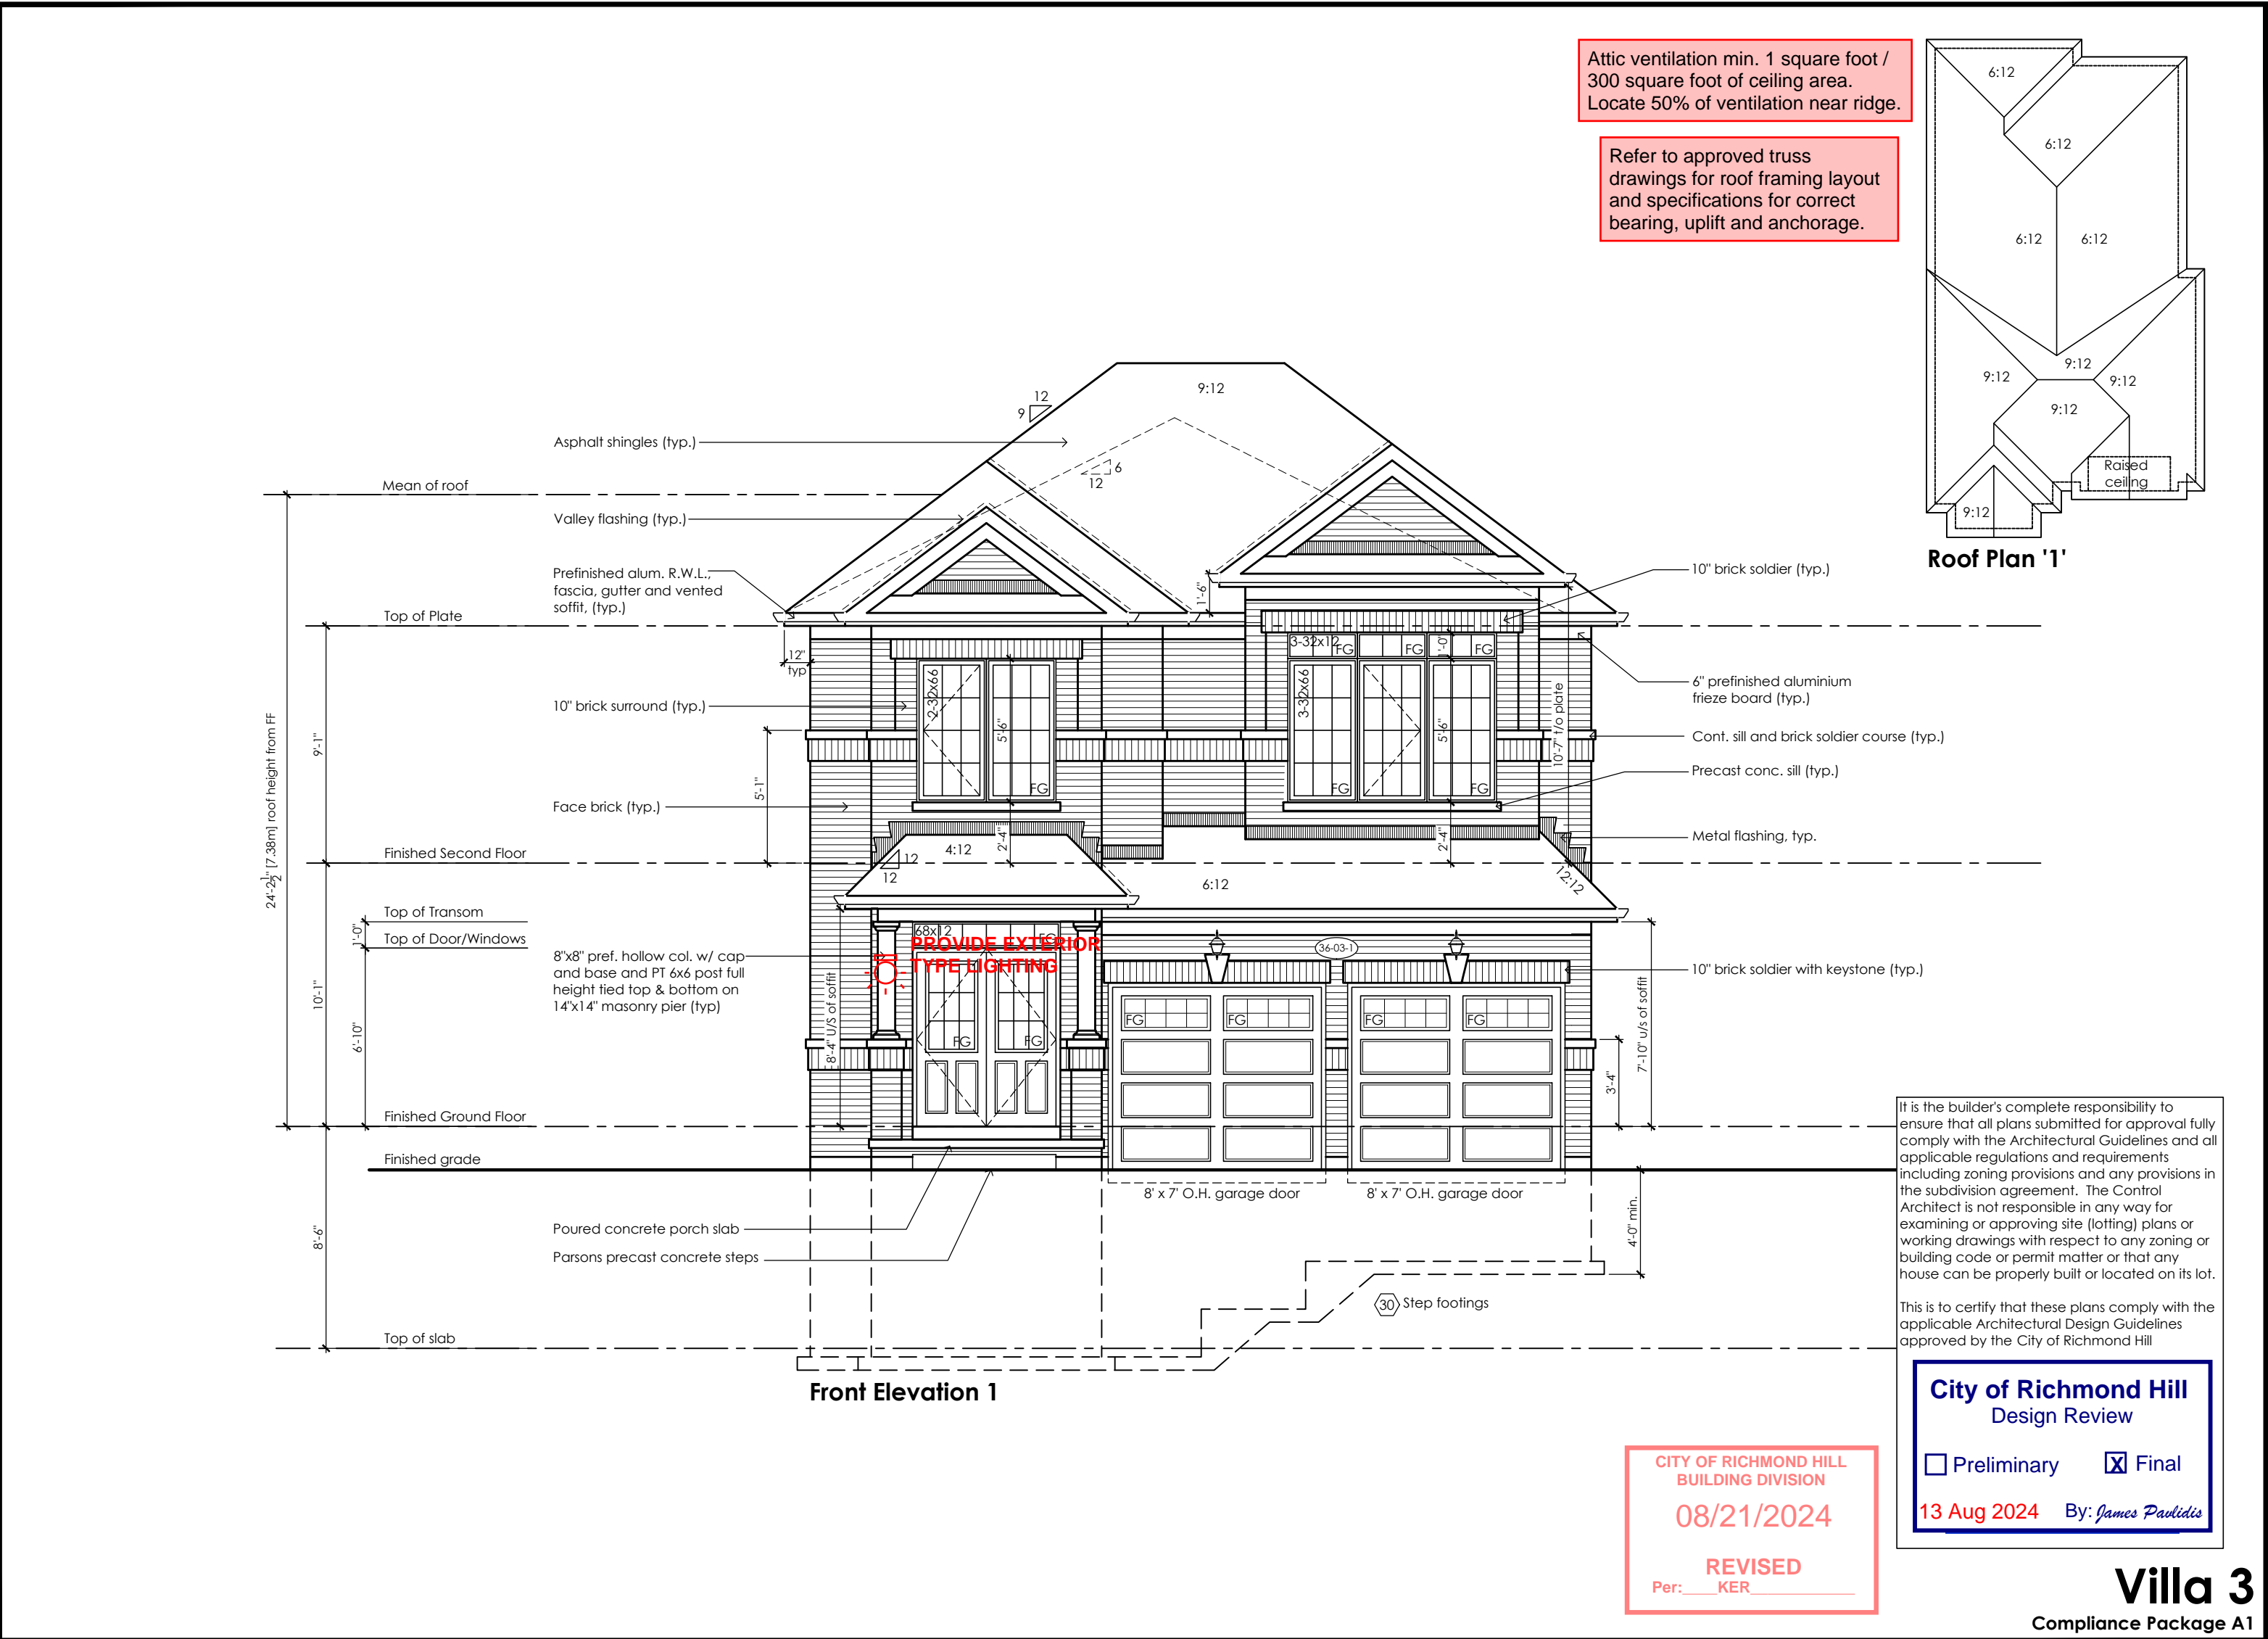 Attic ventilation min. 1 square foot /
300 square foot of ceiling area.
Locate 50% of ventilation near ridge.
Refer to approved truss
drawings for roof framing layout
and specifications for correct
bearing, uplift and anchorage.
6:12
6:12
6:12
6:12
9:12
9:12
9:12
9:12
Raised
ceiling
9:12
Roof Plan '1'
9:12
12
9
6
12
Asphalt shingles (typ.)
Mean of roof
Valley flashing (typ.)
Prefinished alum. R.W.L.,
fascia, gutter and vented
soffit, (typ.)
Top of Plate
12"
typ
1'-6"
10" brick soldier (typ.)
3-32x12
FG
FG
FG
1'-0"
2-32x66
5'-6"
FG
3-32x66
5'-6"
FG
FG
10'-7" t/o plate
6" prefinished aluminium
frieze board (typ.)
10" brick surround (typ.)
Cont. sill and brick soldier course (typ.)
Precast conc. sill (typ.)
9'-1"
5'-1"
24'-2 1/2" [7.38m] roof height from FF
Face brick (typ.)
Metal flashing, typ.
2'-4"
2'-4"
Finished Second Floor
4:12
12
12
6:12
12:12
Top of Transom
1'-0"
Top of Door/Windows
68x12
FG
PROVIDE EXTERIOR
TYPE LIGHTING
36-03-1
8"x8" pref. hollow col. w/ cap
and base and PT 6x6 post full
height tied top & bottom on
14"x14" masonry pier (typ)
10" brick soldier with keystone (typ.)
10'-1"
6'-10"
8'-4" U/S of soffit
FG
FG
FG
FG
FG
FG
7'-10" u/s of soffit
3'-4"
Finished Ground Floor
Finished grade
8' x 7' O.H. garage door
8' x 7' O.H. garage door
8'-6"
4'-0" min.
Poured concrete porch slab
Parsons precast concrete steps
30
Step footings
Top of slab
Front Elevation 1
It is the builder's complete responsibility to
ensure that all plans submitted for approval fully
comply with the Architectural Guidelines and all
applicable regulations and requirements
including zoning provisions and any provisions in
the subdivision agreement. The Control
Architect is not responsible in any way for
examining or approving site (lotting) plans or
working drawings with respect to any zoning or
building code or permit matter or that any
house can be properly built or located on its lot.
This is to certify that these plans comply with the
applicable Architectural Design Guidelines
approved by the City of Richmond Hill
City of Richmond Hill
Design Review
Preliminary
X Final
13 Aug 2024 By: James Pavlidis
CITY OF RICHMOND HILL
BUILDING DIVISION
08/21/2024
REVISED
Per:____KER____________
Villa 3
Compliance Package A1